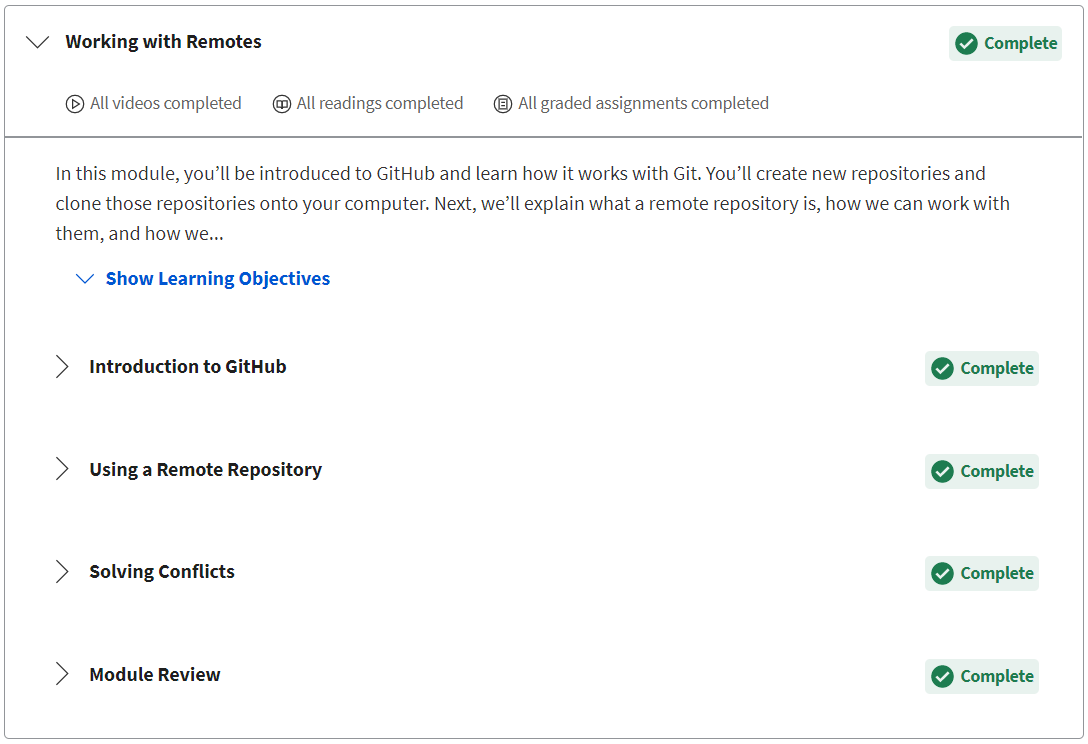 Working with Remotes
Complete
All videos completed All readings completed All graded assignments completed
In this module, you’ll be introduced to GitHub and learn how it works with Git. You’ll create new repositories and
clone those repositories onto your computer. Next, we’ll explain what a remote repository is, how we can work with
them, and how we...
Show Learning Objectives
Introduction to GitHub
Complete
Using a Remote Repository
Complete
Solving Conflicts
Complete
Module Review
Complete